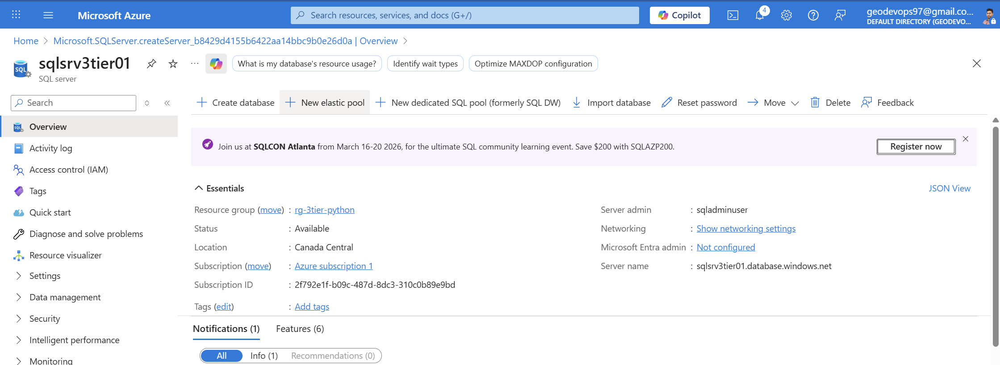 Microsoft Azure
Search resources, services, and docs (G+/)
Copilot
4
geodevops97@gmail.co...
DEFAULT DIRECTORY (GEODEVO...
Home > Microsoft.SQLServer.createServer_b8429d4155b6422aa14bbc9b0e26d0a | Overview >
sqlsrv3tier01
SQL server
What is my database's resource usage?
Identify wait types
Optimize MAXDOP configuration
Search
Create database
New elastic pool
New dedicated SQL pool (formerly SQL DW)
Import database
Reset password
Move
Delete
Feedback
Overview
Activity log
Access control (IAM)
Tags
Quick start
Diagnose and solve problems
Resource visualizer
Settings
Data management
Security
Intelligent performance
Monitoring
Join us at SQLCON Atlanta from March 16-20 2026, for the ultimate SQL community learning event. Save $200 with SQLAZP200.
Register now
Essentials
JSON View
Resource group (move) : rg-3tier-python
Status : Available
Location : Canada Central
Subscription (move) : Azure subscription 1
Subscription ID : 2f792e1f-b09c-487d-8dc3-310c0b89e9bd
Tags (edit) : Add tags
Server admin : sqladminuser
Networking : Show networking settings
Microsoft Entra admin : Not configured
Server name : sqlsrv3tier01.database.windows.net
Notifications (1)
Features (6)
All
Info (1)
Recommendations (0)